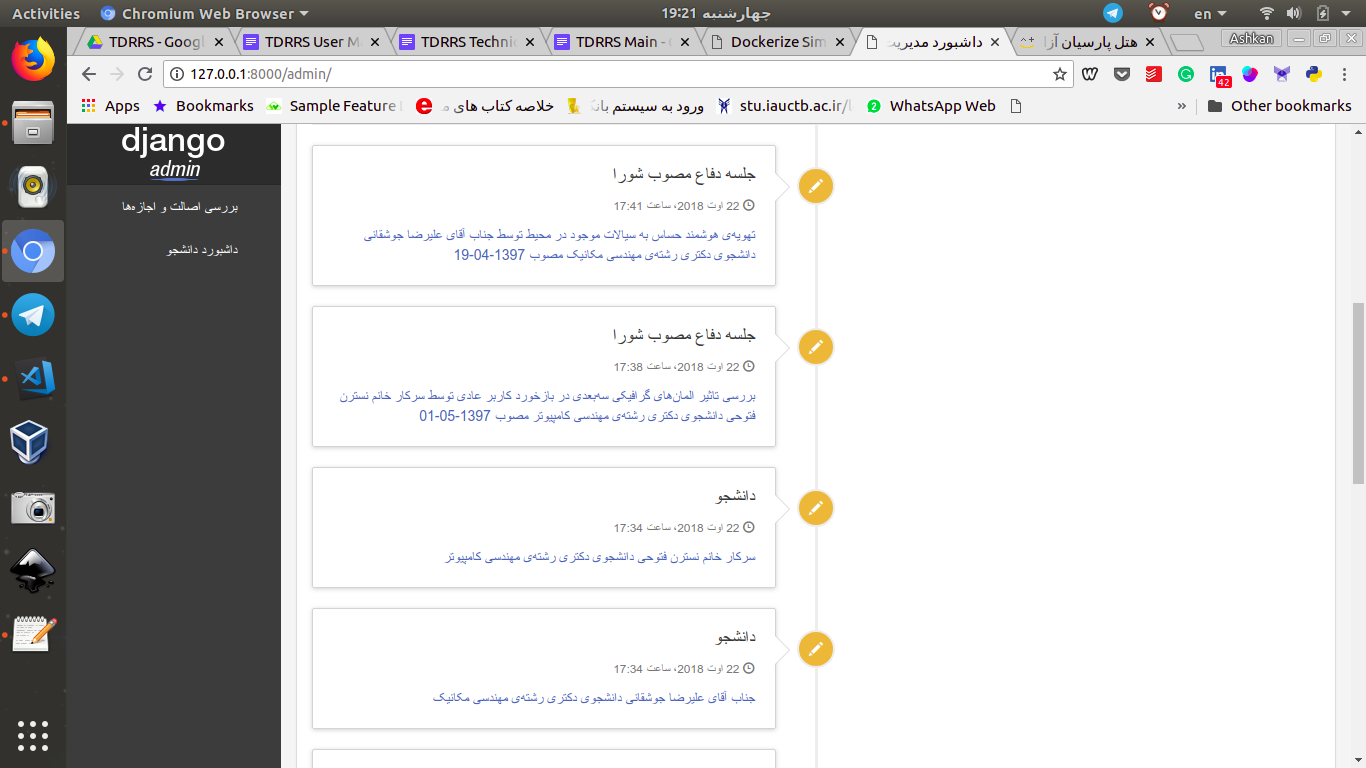 Activities
Chromium Web Browser
19:21 چهارشنبه
en
TDRRS - Googl
TDRRS User M
TDRRS Technic
TDRRS Main -
Dockerize Sim
داشبورد مدیریت
هتل پارسیان آزا
Ashkan
127.0.0.1:8000/admin/
42
Apps
Bookmarks
Sample Feature
خلاصه کتاب های
ورود به سیستم بانک
stu.iauctb.ac.ir/
2
WhatsApp Web
»
Other bookmarks
django
admin
بررسی اصالت و اجازه‌ها
داشبورد دانشجو
جلسه دفاع مصوب شورا
22 اوت 2018، ساعت 17:41
تهویه‌ی هوشمند حساس به سیالات موجود در محیط توسط جناب آقای علیرضا جوشقانی
دانشجوی دکتری رشته‌ی مهندسی مکانیک مصوب 1397-04-19
جلسه دفاع مصوب شورا
22 اوت 2018، ساعت 17:38
بررسی تاثیر المان‌های گرافیکی سه‌بعدی در بازخورد کاربر عادی توسط سرکار خانم نسترن
فتوحی دانشجوی دکتری رشته‌ی مهندسی کامپیوتر مصوب 1397-05-01
دانشجو
22 اوت 2018، ساعت 17:34
سرکار خانم نسترن فتوحی دانشجوی دکتری رشته‌ی مهندسی کامپیوتر
دانشجو
22 اوت 2018، ساعت 17:34
جناب آقای علیرضا جوشقانی دانشجوی دکتری رشته‌ی مهندسی مکانیک